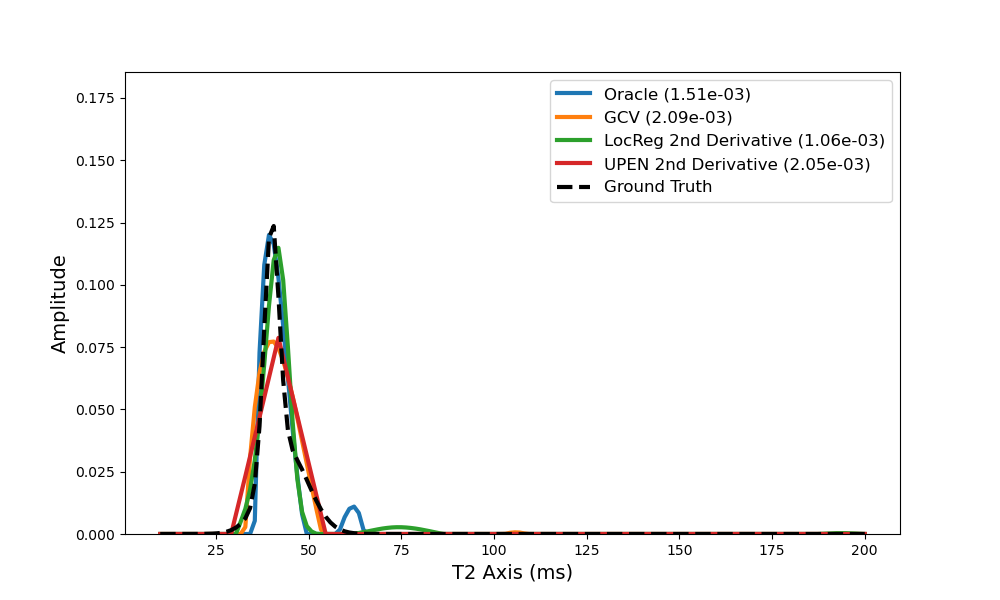 0.175
0.150
0.125
0.100
0.075
0.050
0.025
0.000
Amplitude
Oracle (1.51e-03)
GCV (2.09e-03)
LocReg 2nd Derivative (1.06e-03)
UPEN 2nd Derivative (2.05e-03)
Ground Truth
25 50 75 100 125 150 175 200
T2 Axis (ms)